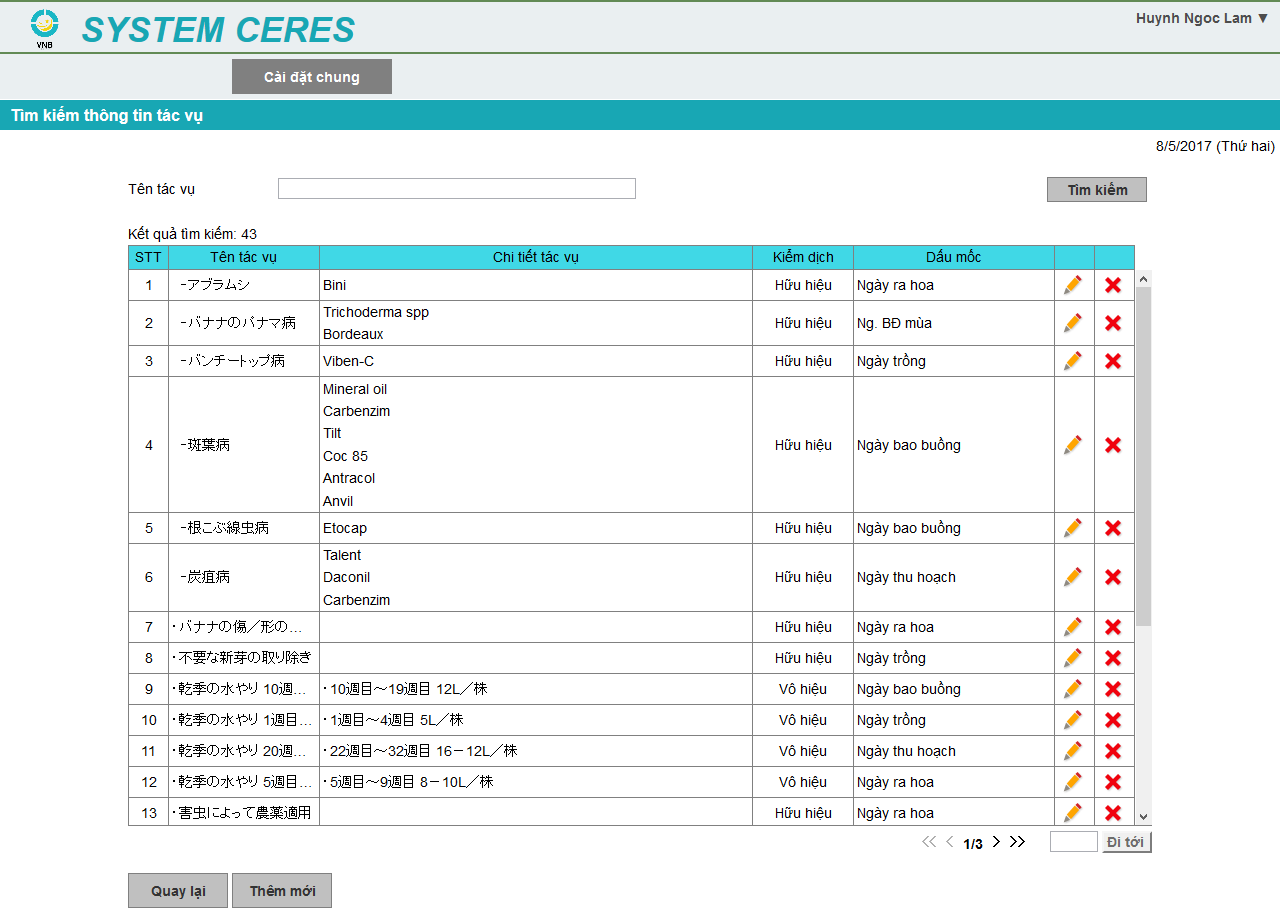 VNB
SYSTEM CERES
Huynh Ngoc Lam ▼
Cài đặt chung
Tìm kiếm thông tin tác vụ
8/5/2017 (Thứ hai)
Tên tác vụ
Tìm kiếm
Kết quả tìm kiếm: 43
STT Tên tác vụ Chi tiết tác vụ Kiểm dịch Dấu mốc
1 -アブラムシ Bini Hữu hiệu Ngày ra hoa
2 -バナナのパナマ病 Trichoderma spp Hữu hiệu Ng. BĐ mùa
Bordeaux
3 -バンチートップ病 Viben-C Hữu hiệu Ngày trồng
4 -斑葉病 Mineral oil Hữu hiệu Ngày bao buồng
Carbenzim
Tilt
Coc 85
Antracol
Anvil
5 -根こぶ線虫病 Etocap Hữu hiệu Ngày bao buồng
6 -炭疽病 Talent Hữu hiệu Ngày thu hoạch
Daconil
Carbenzim
7 ・バナナの傷／形の... Hữu hiệu Ngày ra hoa
8 ・不要な新芽の取り除き Hữu hiệu Ngày trồng
9 ・乾季の水やり 10週... ・10週目～19週目 12L／株 Vô hiệu Ngày bao buồng
10 ・乾季の水やり 1週目... ・1週目～4週目 5L／株 Vô hiệu Ngày trồng
11 ・乾季の水やり 20週... ・22週目～32週目 16－12L／株 Vô hiệu Ngày thu hoạch
12 ・乾季の水やり 5週目... ・5週目～9週目 8－10L／株 Vô hiệu Ngày ra hoa
13 ・害虫によって農薬適用 Hữu hiệu Ngày ra hoa
1/3
Đi tới
Quay lại
Thêm mới